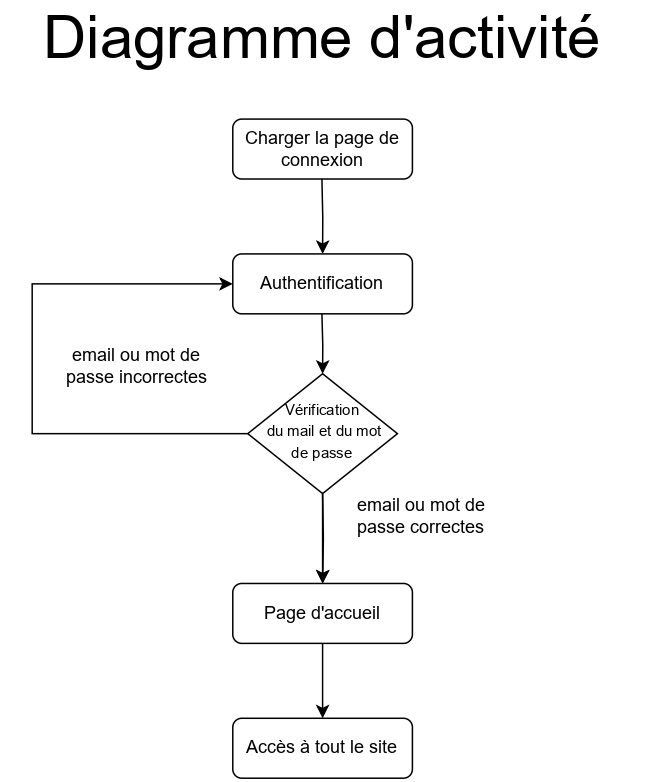 Diagramme d'activité
Charger la page de
connexion
Authentification
email ou mot de
passe incorrectes
Vérification
du mail et du mot
de passe
email ou mot de
passe correctes
Page d'accueil
Accès à tout le site